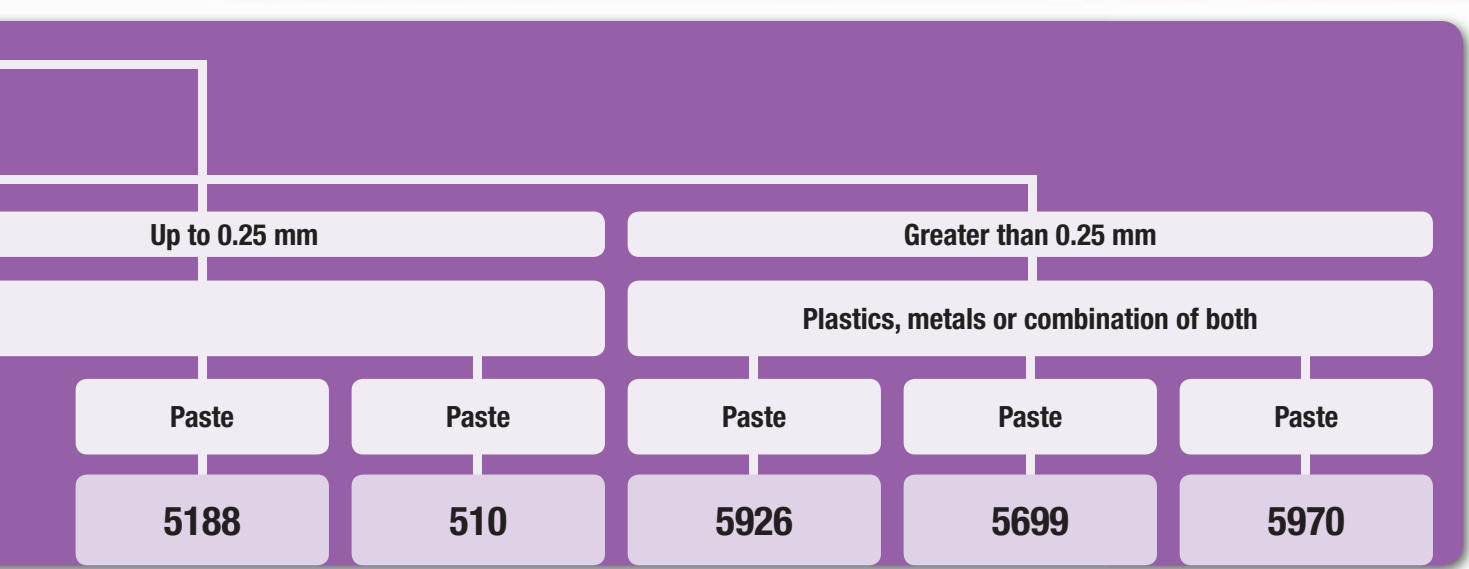 Up to 0.25 mm
Greater than 0.25 mm
Plastics, metals or combination of both
Paste
Paste
Paste
Paste
Paste
5188
510
5926
5699
5970